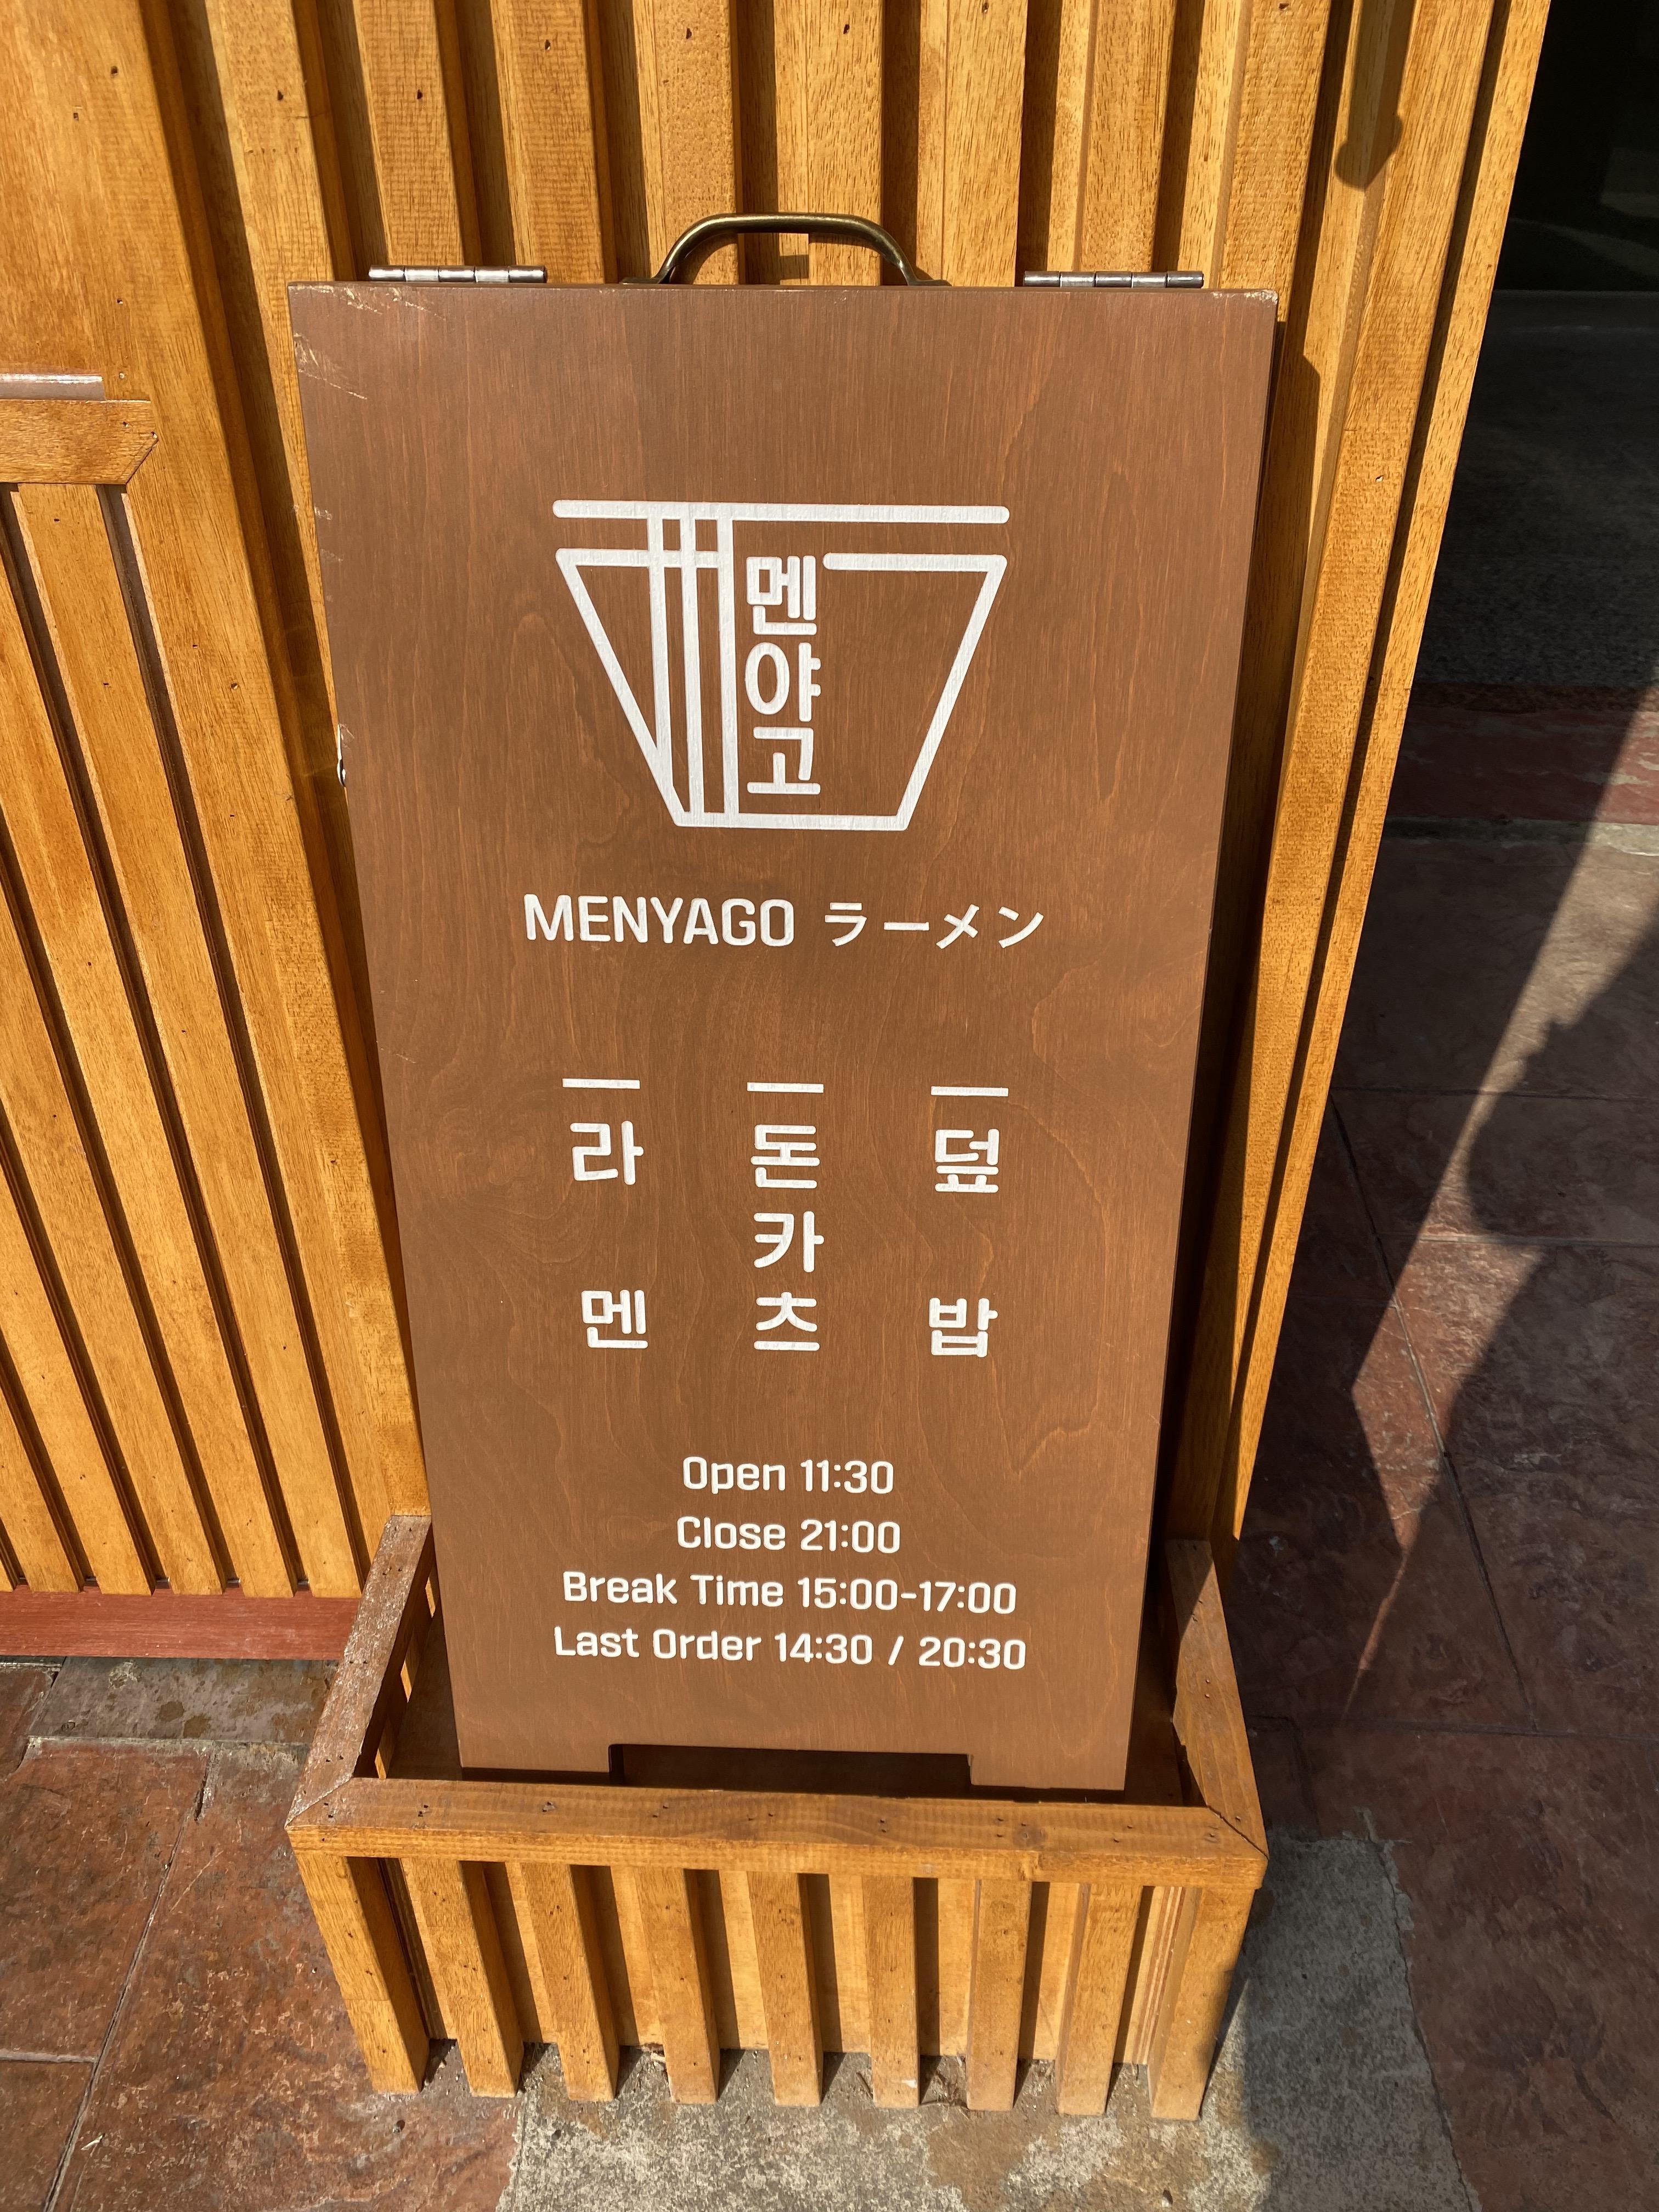 멘야고
MENYAGO ラーメン
라멘
돈카츠
덮밥
Open 11:30
Close 21:00
Break Time 15:00-17:00
Last Order 14:30 / 20:30